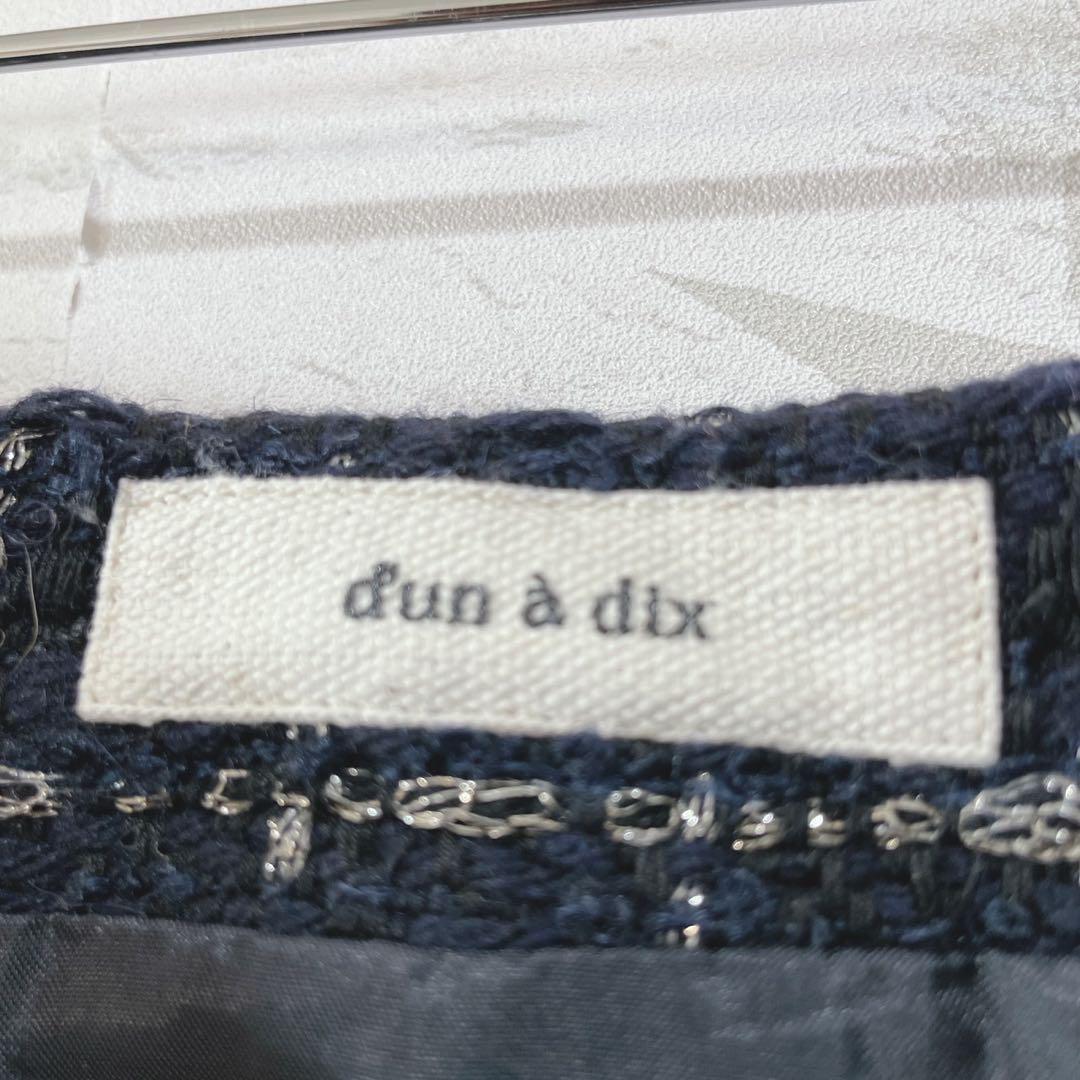 d'un à dix